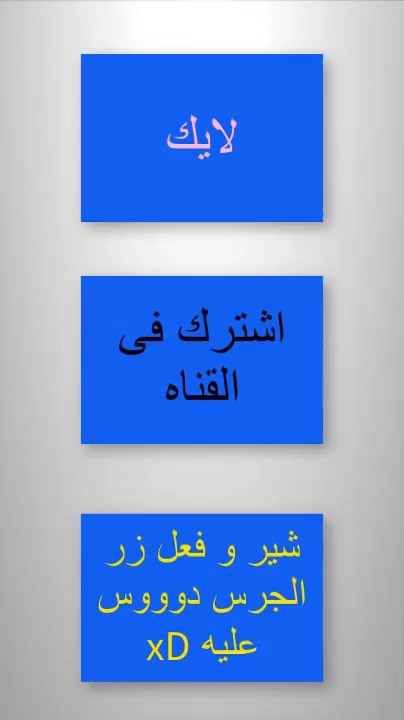 لايك
اشترك فى
القناه
شير و فعل زر
الجرس دوووس
عليه xD